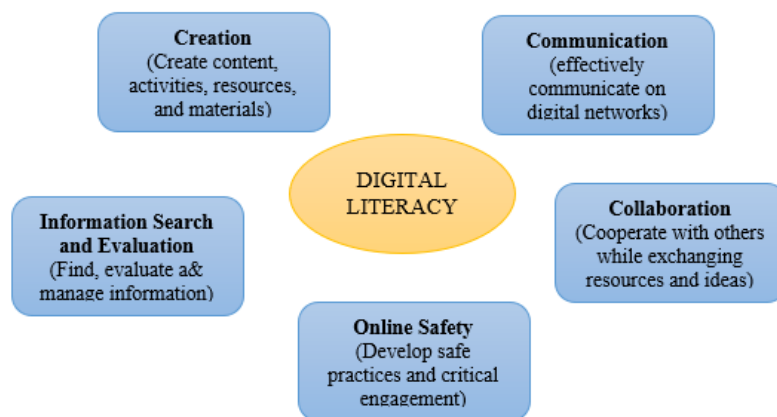 Creation
(Create content,
activities, resources,
and materials)
Communication
(effectively
communicate on
digital networks)
DIGITAL
LITERACY
Information Search
and Evaluation
(Find, evaluate a&
manage information)
Collaboration
(Cooperate with others
while exchanging
resources and ideas)
Online Safety
(Develop safe
practices and critical
engagement)